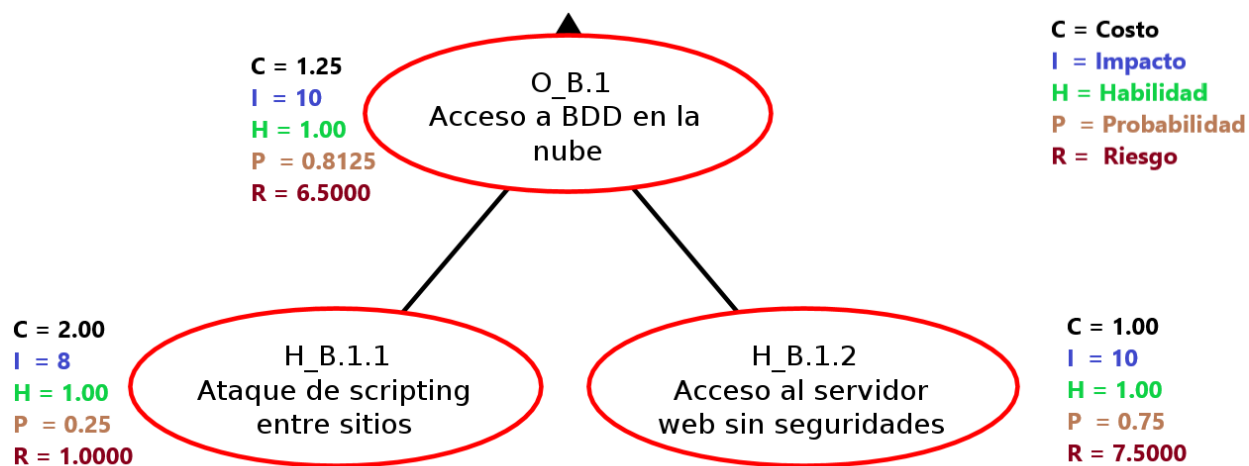 C = 1.25
I = 10
H = 1.00
P = 0.8125
R = 6.5000
O_B.1
Acceso a BDD en la
nube
C = Costo
I = Impacto
H = Habilidad
P = Probabilidad
R = Riesgo
C = 2.00
I = 8
H = 1.00
P = 0.25
R = 1.0000
H_B.1.1
Ataque de scripting
entre sitios
H_B.1.2
Acceso al servidor
web sin seguridades
C = 1.00
I = 10
H = 1.00
P = 0.75
R = 7.5000